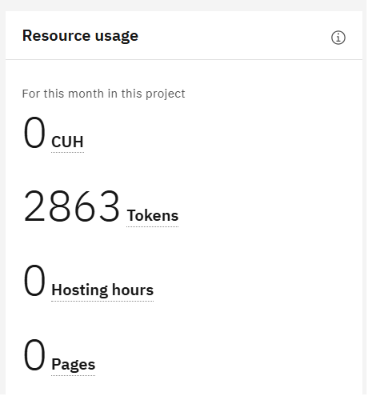 Resource usage
For this month in this project
0 CUH
2863 Tokens
0 Hosting hours
0 Pages